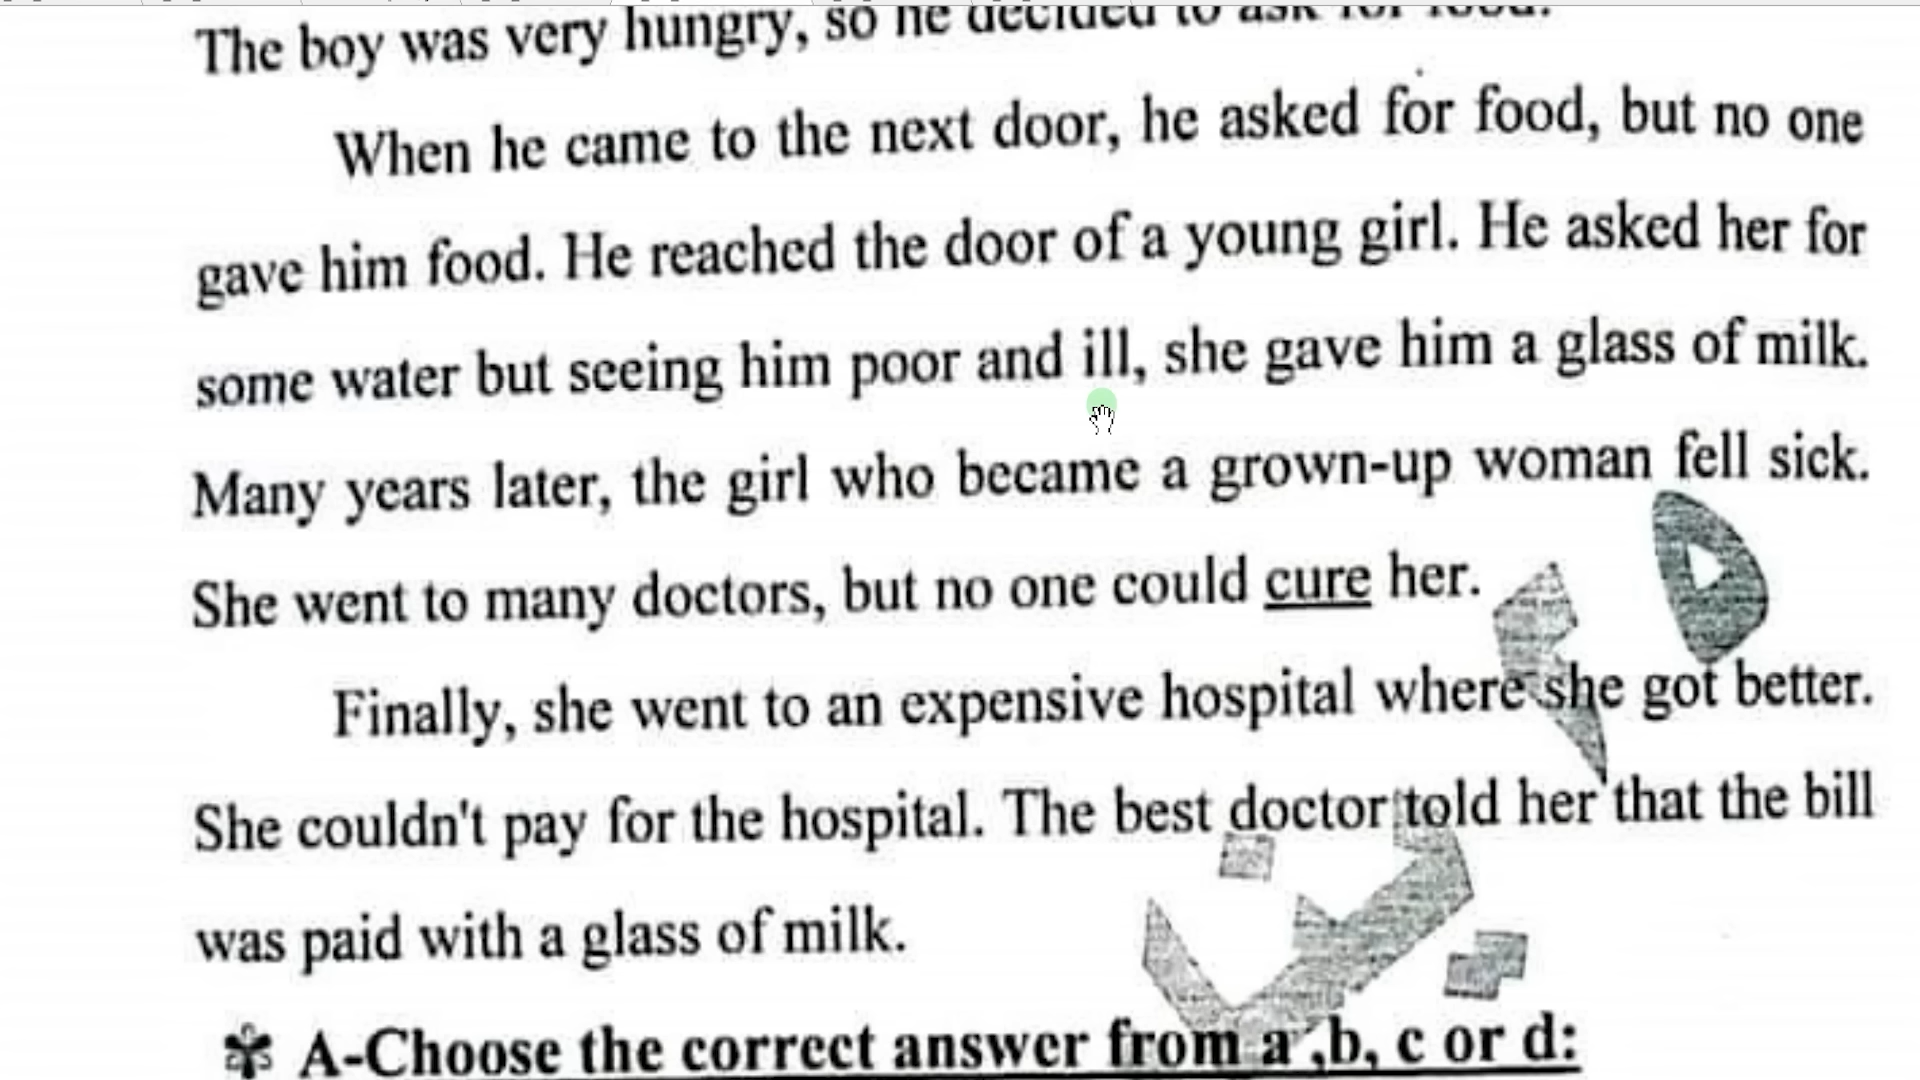 The boy was very hungry, so he decided to ask for food.
When he came to the next door, he asked for food, but no one
gave him food. He reached the door of a young girl. He asked her for
some water but seeing him poor and ill, she gave him a glass of milk.
Many years later, the girl who became a grown-up woman fell sick.
She went to many doctors, but no one could cure her.
Finally, she went to an expensive hospital where she got better.
She couldn't pay for the hospital. The best doctor told her that the bill
was paid with a glass of milk.
A-Choose the correct answer from a ,b, c or d: